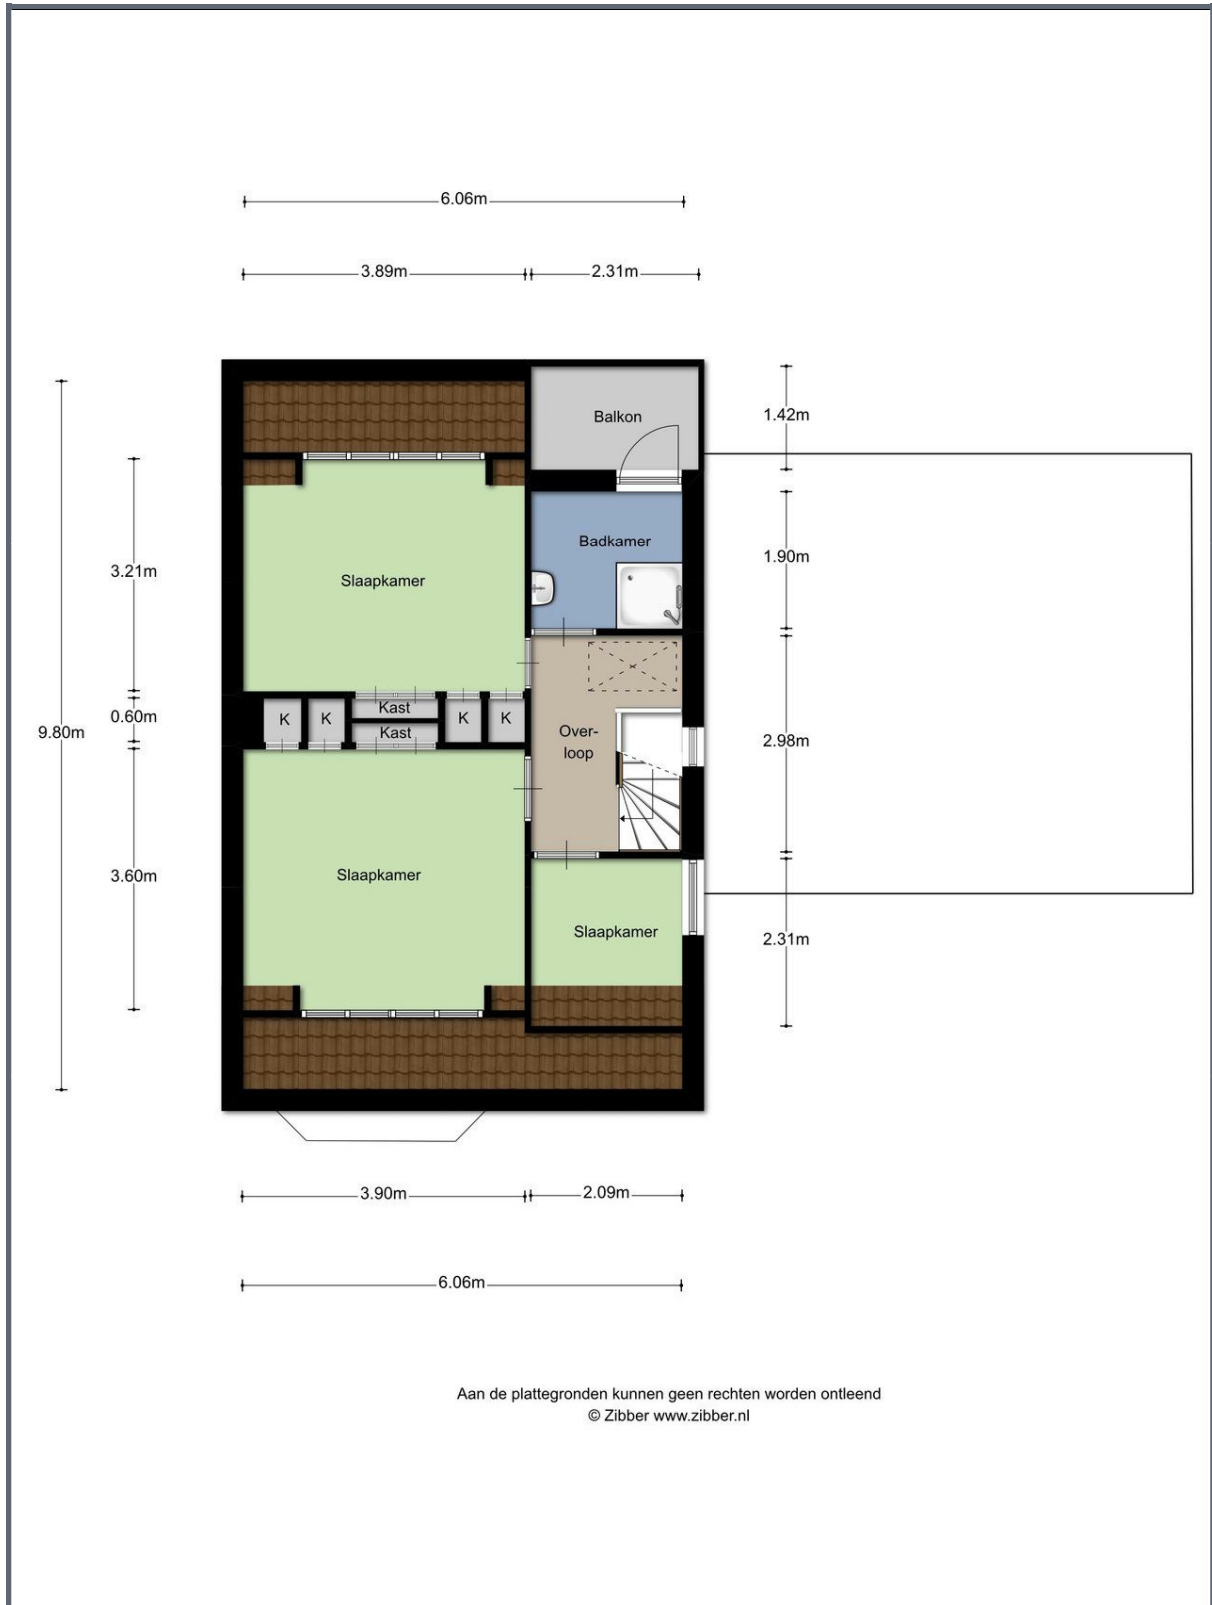 6.06m
3.89m
2.31m
Balkon
1.42m
Badkamer
1.90m
3.21m
Slaapkamer
K
K
Kast
K
K
Kast
0.60m
9.80m
Over-
loop
2.98m
3.60m
Slaapkamer
Slaapkamer
2.31m
3.90m
2.09m
6.06m
Aan de plattegronden kunnen geen rechten worden ontleend
© Zibber www.zibber.nl